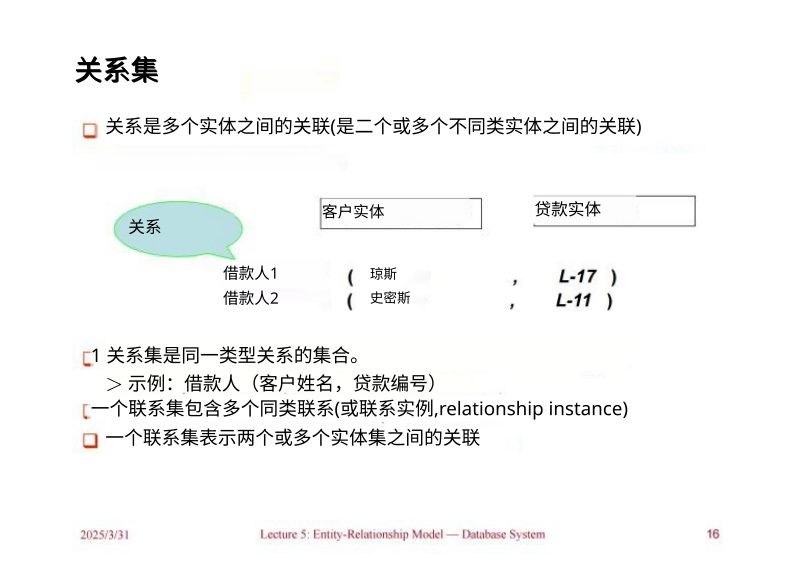 关系集
关系是多个实体之间的关联(是二个或多个不同类实体之间的关联)
客户实体
贷款实体
关系
借款人1 ( 琼斯 , L-17 )
借款人2 ( 史密斯 , L-11 )
1 关系集是同一类型关系的集合。
> 示例：借款人（客户姓名，贷款编号）
一个联系集包含多个同类联系(或联系实例,relationship instance)
一个联系集表示两个或多个实体集之间的关联
2025/3/31 Lecture 5: Entity-Relationship Model — Database System 16